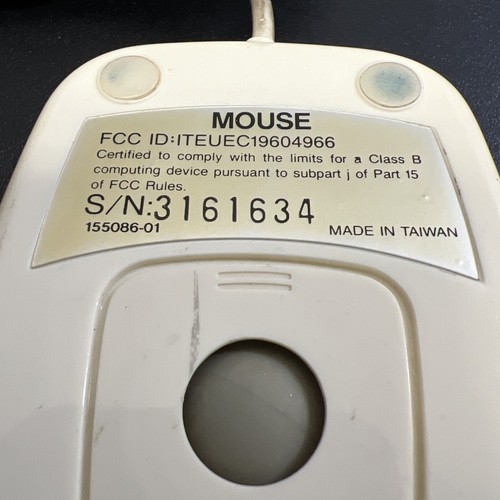 MOUSE
FCC ID:ITEUEC19604966
Certified to comply with the limits for a Class B
computing device pursuant to subpart j of Part 15
of FCC Rules.
S/N:3161634
155086-01 MADE IN TAIWAN